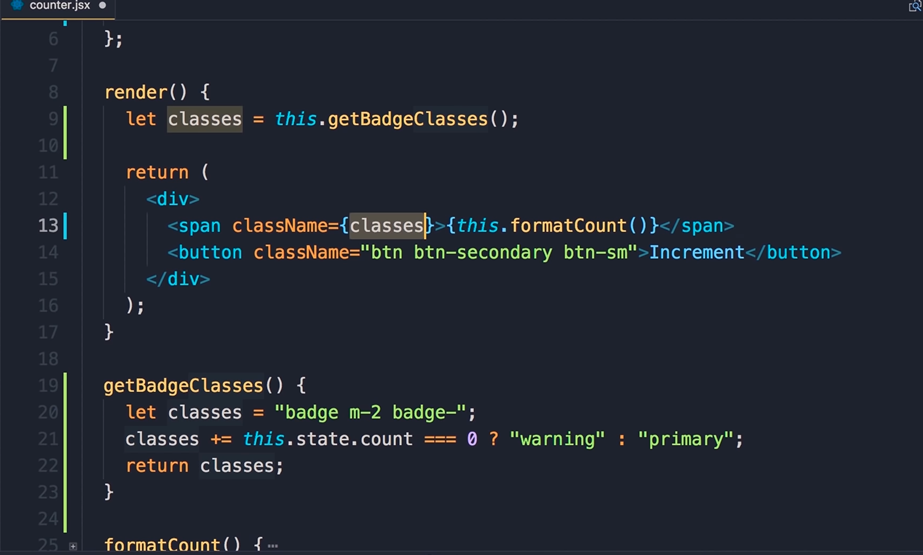 counter.jsx
6 };
7
8 render() {
9 let classes = this.getBadgeClasses();
10
11 return (
12 <div>
13 <span className={classes}>{this.formatCount()}</span>
14 <button className="btn btn-secondary btn-sm">Increment</button>
15 </div>
16 );
17 }
18
19 getBadgeClasses() {
20 let classes = "badge m-2 badge-";
21 classes += this.state.count === 0 ? "warning" : "primary";
22 return classes;
23 }
24
25 formatCount() { ⋯